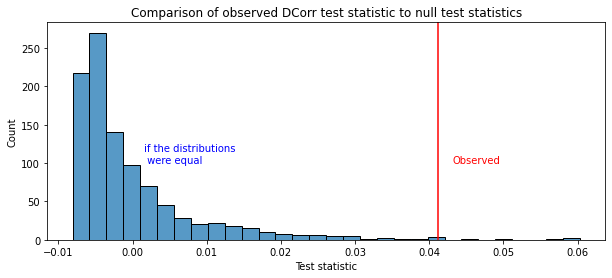 Comparison of observed DCorr test statistic to null test statistics
Count
250
200
150
100
50
0
if the distributions
were equal
Observed
−0.01 0.00 0.01 0.02 0.03 0.04 0.05 0.06
Test statistic